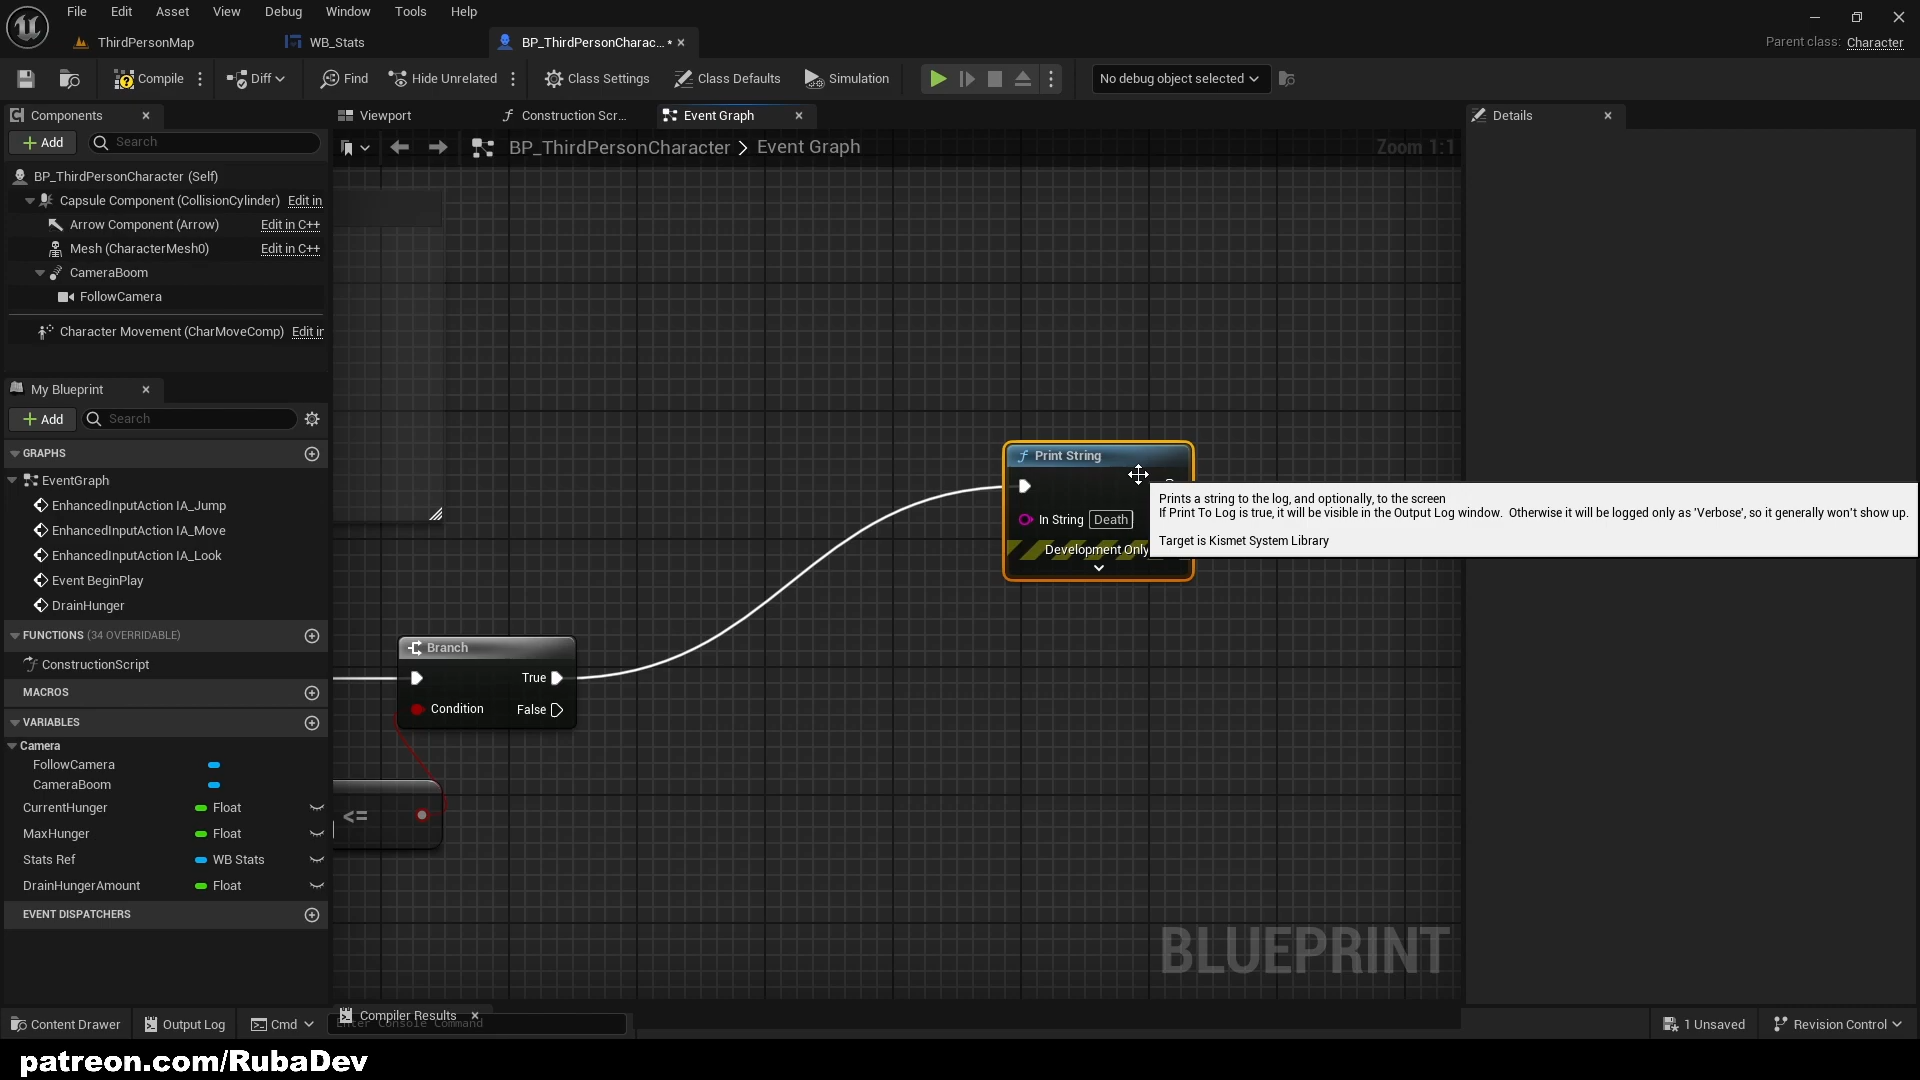 File Edit Asset View Debug Window Tools Help
ThirdPersonMap WB_Stats BP_ThirdPersonCharac... •
Parent class: Character
Compile Diff Find Hide Unrelated Class Settings Class Defaults Simulation No debug object selected
Components Viewport Construction Scr... Event Graph Details
Add Search
BP_ThirdPersonCharacter > Event Graph Zoom 1:1
BP_ThirdPersonCharacter (Self)
Capsule Component (CollisionCylinder) Edit in
Arrow Component (Arrow) Edit in C++
Mesh (CharacterMesh0) Edit in C++
CameraBoom
FollowCamera
Character Movement (CharMoveComp) Edit in
My Blueprint
Add Search
GRAPHS
EventGraph
EnhancedInputAction IA_Jump
EnhancedInputAction IA_Move
EnhancedInputAction IA_Look
Event BeginPlay
DrainHunger
FUNCTIONS (34 OVERRIDABLE)
ConstructionScript
MACROS
VARIABLES
Camera
FollowCamera
CameraBoom
CurrentHunger Float
MaxHunger Float
Stats Ref WB Stats
DrainHungerAmount Float
EVENT DISPATCHERS
Print String
In String Death
Development Only
Prints a string to the log, and optionally, to the screen
If Print To Log is true, it will be visible in the Output Log window. Otherwise it will be logged only as 'Verbose', so it generally won't show up.
Target is Kismet System Library
Branch
True
Condition False
<=
BLUEPRINT
Compiler Results
Content Drawer Output Log Cmd Enter Console Command 1 Unsaved Revision Control
patreon.com/RubaDev